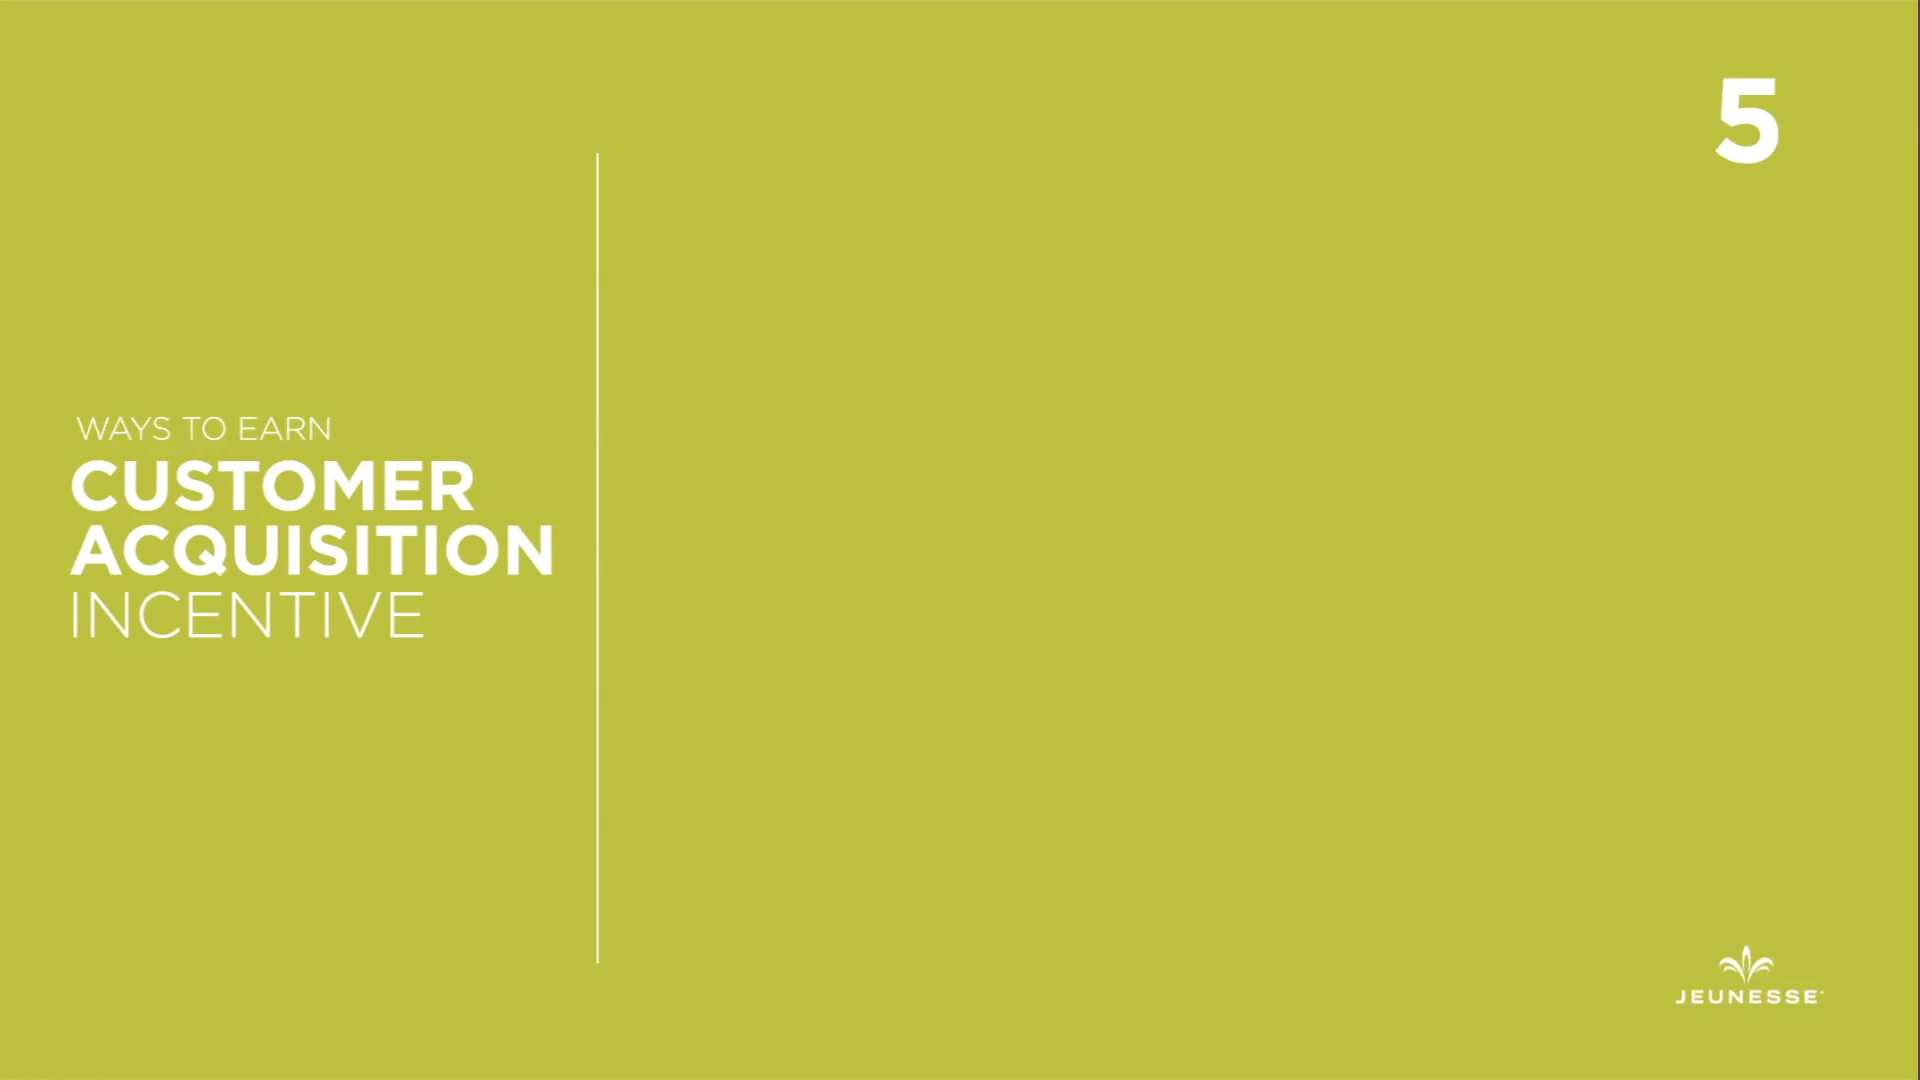 5
WAYS TO EARN
CUSTOMER
ACQUISITION
INCENTIVE
JEUNESSE